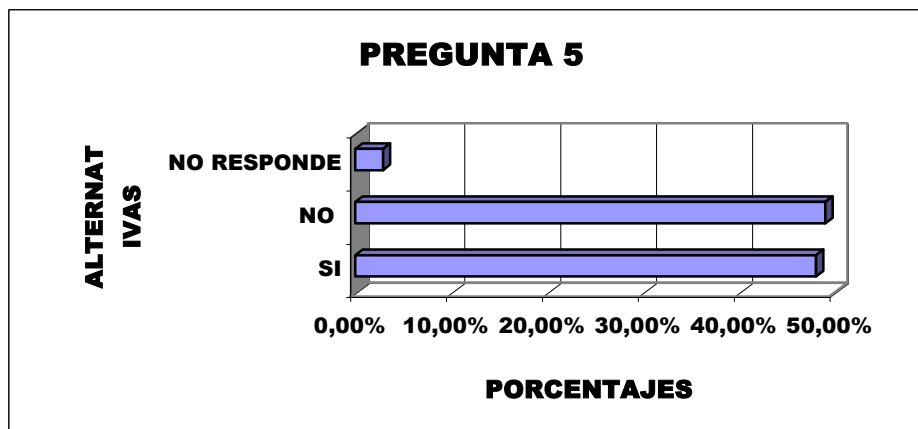 PREGUNTA 5
ALTERNAT
IVAS
NO RESPONDE
NO
SI
0,00% 10,00% 20,00% 30,00% 40,00% 50,00%
PORCENTAJES